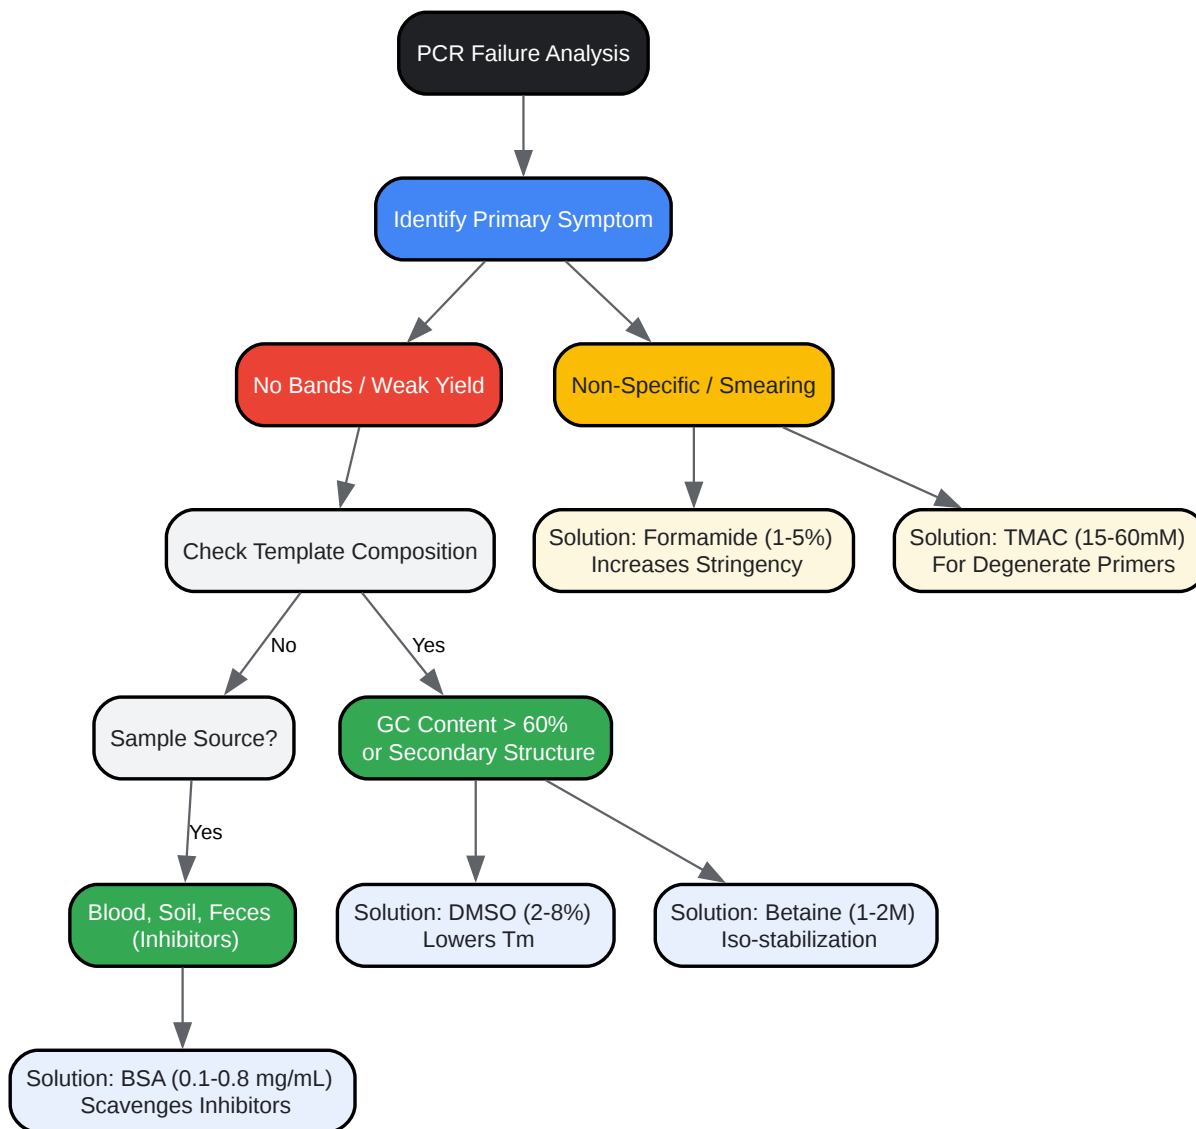 PCR Failure Analysis
Identify Primary Symptom
No Bands / Weak Yield
Non-Specific / Smearing
Check Template Composition
Solution: Formamide (1-5%)
Increases Stringency
Solution: TMAC (15-60mM)
For Degenerate Primers
No
Yes
Sample Source?
GC Content > 60%
or Secondary Structure
Yes
Blood, Soil, Feces
(Inhibitors)
Solution: DMSO (2-8%)
Lowers Tm
Solution: Betaine (1-2M)
Iso-stabilization
Solution: BSA (0.1-0.8 mg/mL)
Scavenges Inhibitors